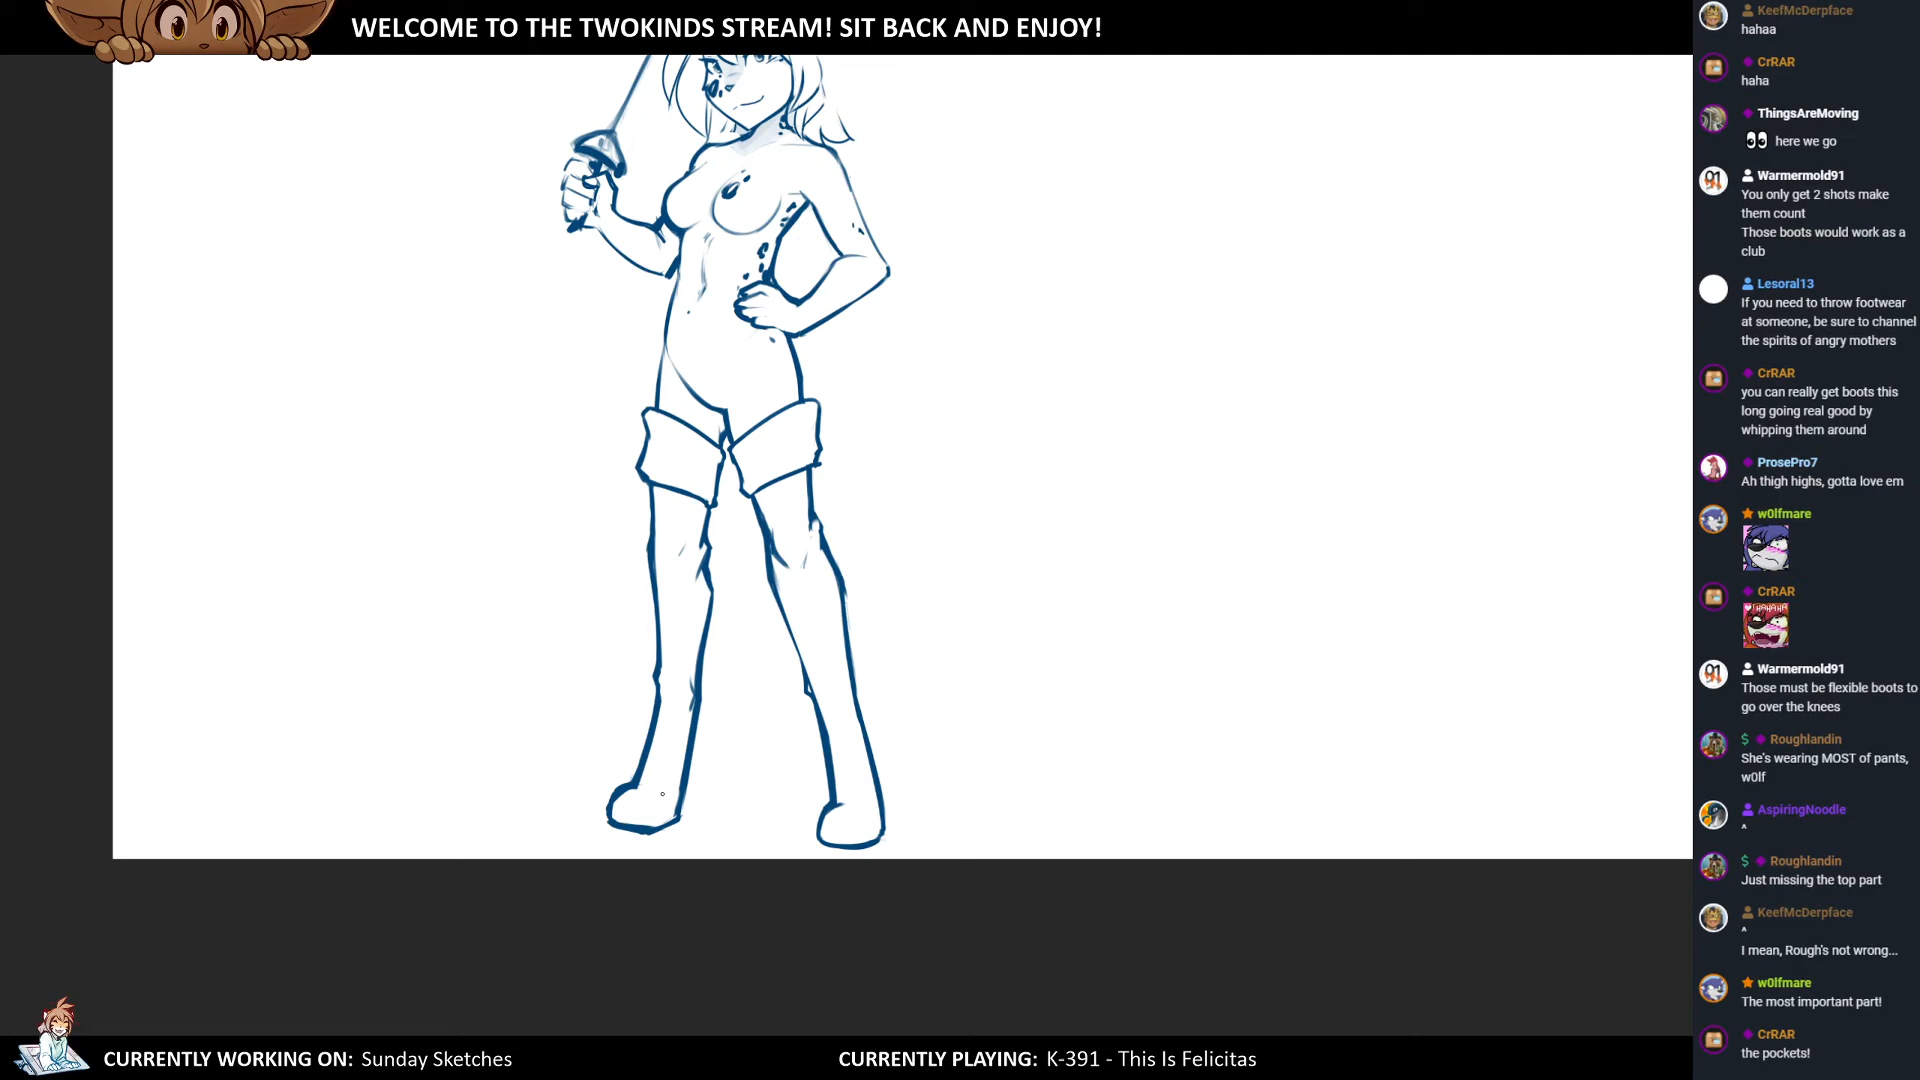 WELCOME TO THE TWOKINDS STREAM! SIT BACK AND ENJOY!
KeefMcDerpface
hahaa
CrRAR
haha
ThingsAreMoving
here we go
Warmermold91
You only get 2 shots make
them count
Those boots would work as a
club
Lesoral13
If you need to throw footwear
at someone, be sure to channel
the spirits of angry mothers
CrRAR
you can really get boots this
long going real good by
whipping them around
ProsePro7
Ah thigh highs, gotta love em
w0lfmare
CrRAR
HAHAHA
Warmermold91
Those must be flexible boots to
go over the knees
$ Roughlandin
She's wearing MOST of pants,
w0lf
AspiringNoodle
^
$ Roughlandin
Just missing the top part
KeefMcDerpface
^
I mean, Rough's not wrong...
w0lfmare
The most important part!
CrRAR
the pockets!
CURRENTLY WORKING ON: Sunday Sketches
CURRENTLY PLAYING: K-391 - This Is Felicitas